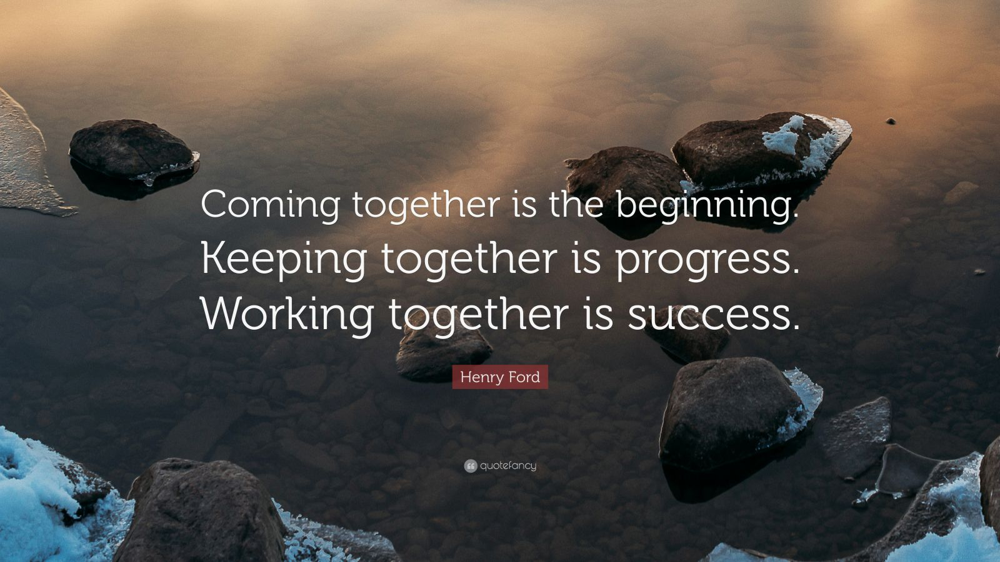 Coming together is the beginning.
Keeping together is progress.
Working together is success.
Henry Ford
quotefancy